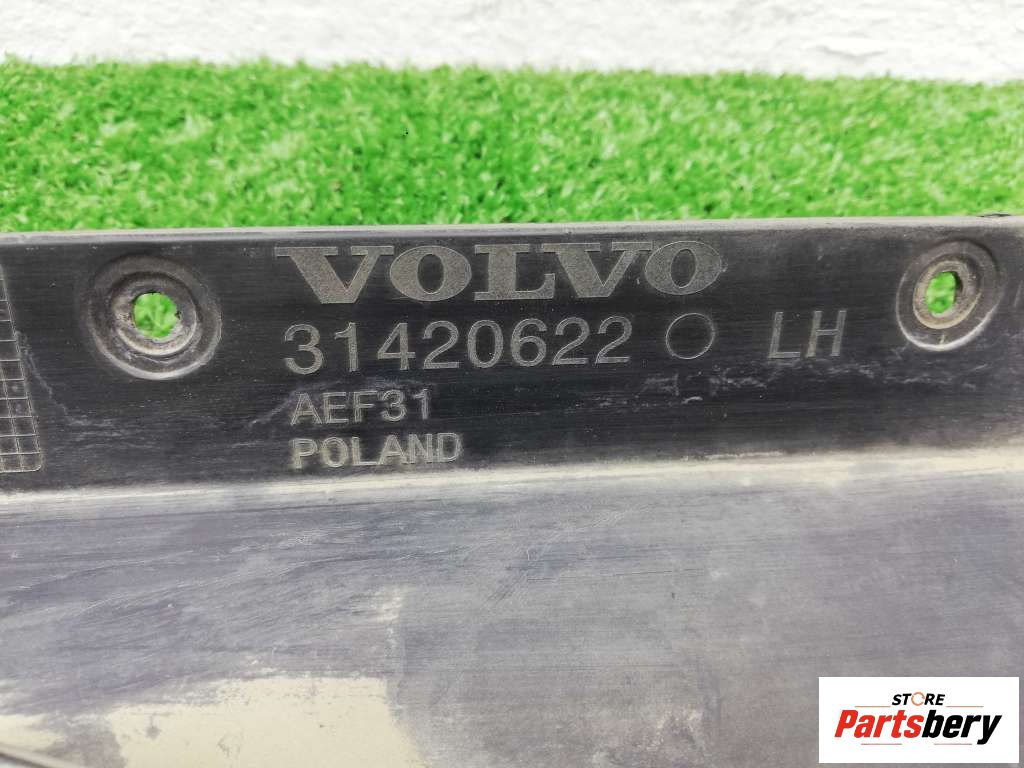 VOLVO
31420622 LH
AEF31
POLAND
STORE
Partsbery